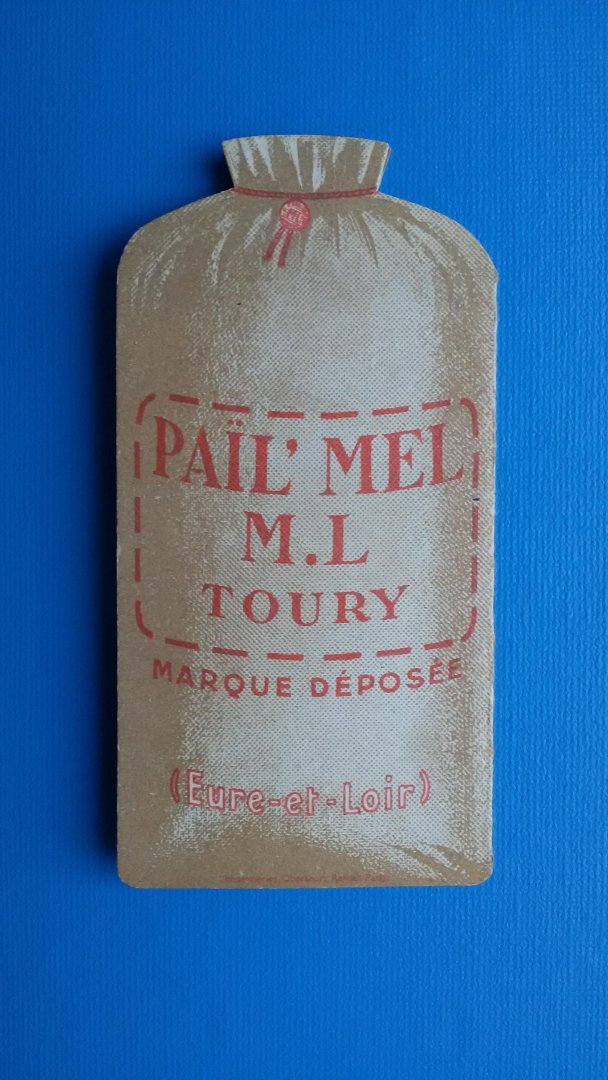 PAÏL' MEL
M.L
TOURY
MARQUE DÉPOSÉE
(Eure-et-Loir)